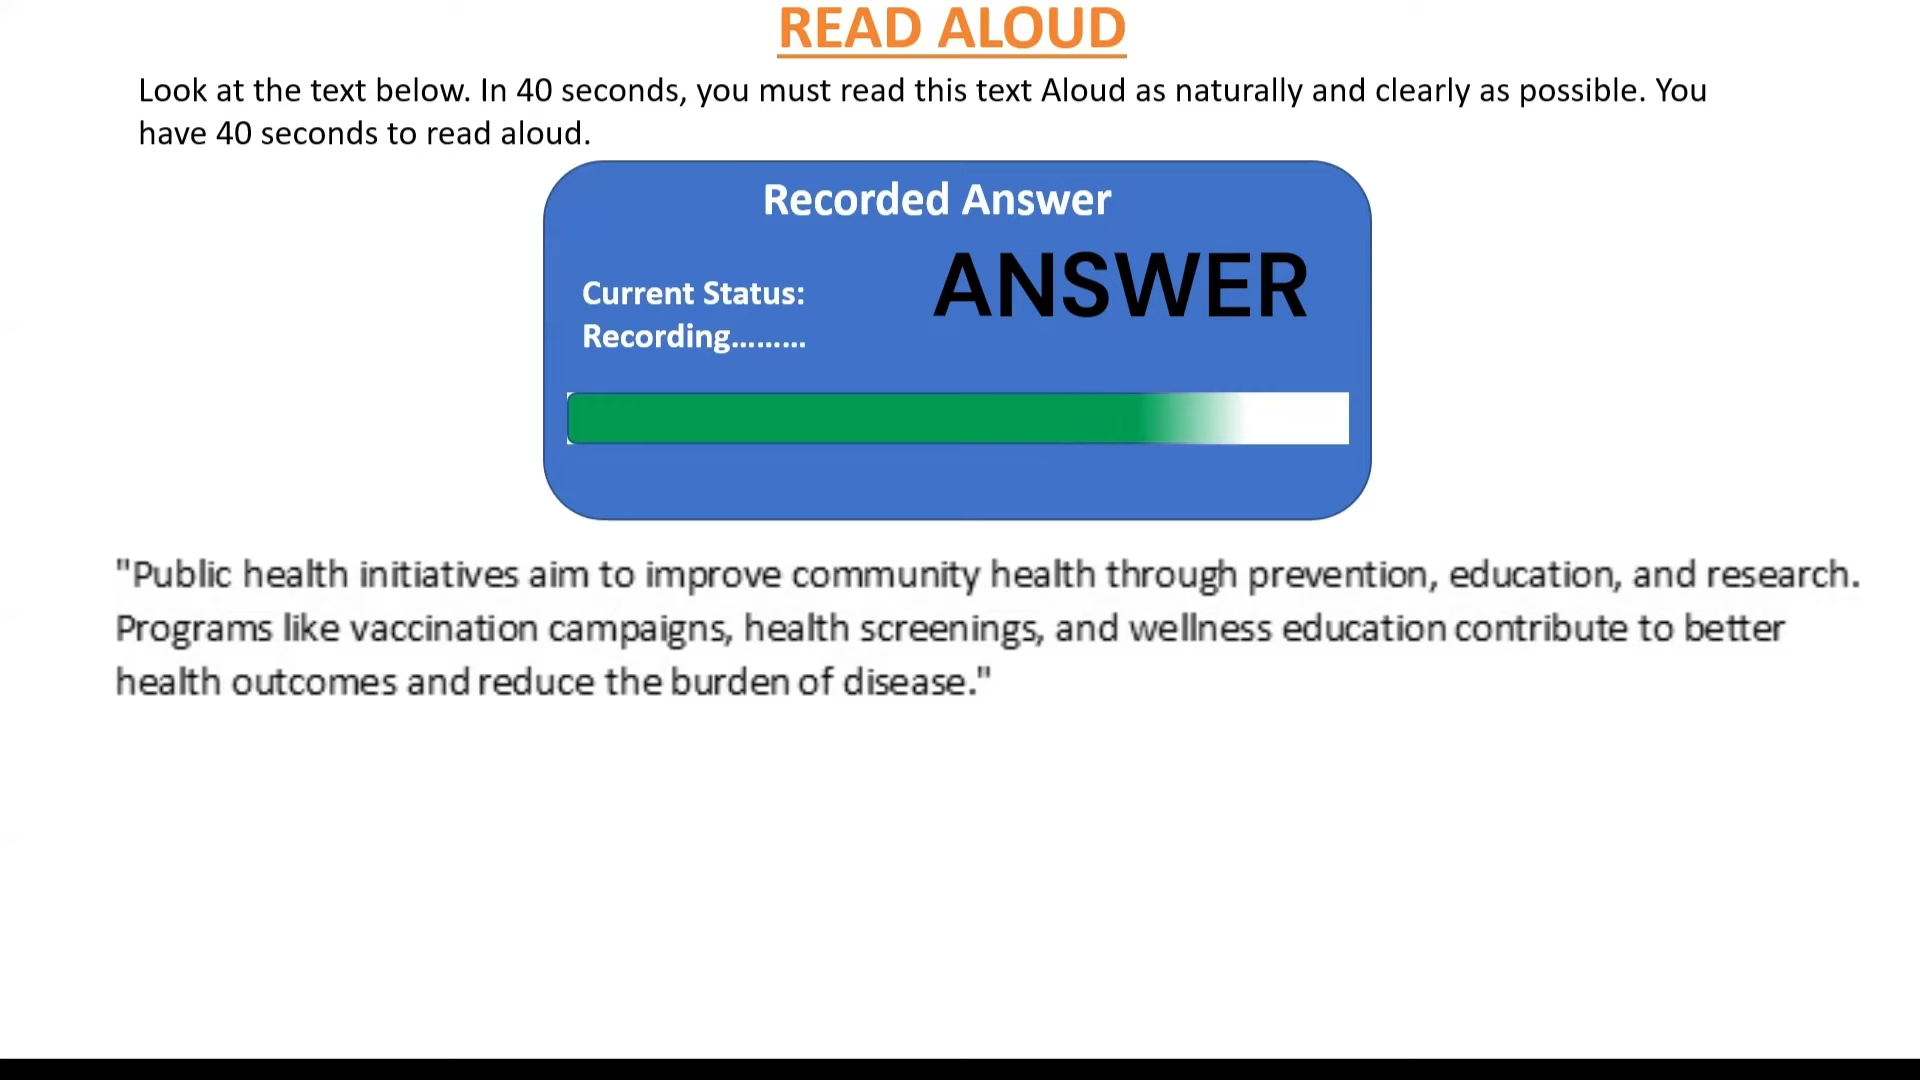 READ ALOUD
Look at the text below. In 40 seconds, you must read this text Aloud as naturally and clearly as possible. You
have 40 seconds to read aloud.
Recorded Answer
ANSWER
Current Status:
Recording.........
"Public health initiatives aim to improve community health through prevention, education, and research.
Programs like vaccination campaigns, health screenings, and wellness education contribute to better
health outcomes and reduce the burden of disease."